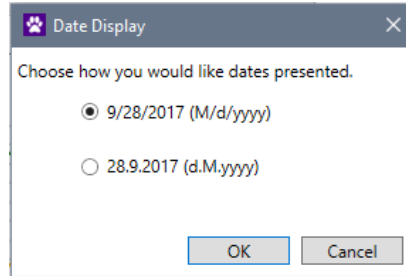 Date Display
Choose how you would like dates presented.
9/28/2017 (M/d/yyyy)
28.9.2017 (d.M.yyyy)
OK Cancel